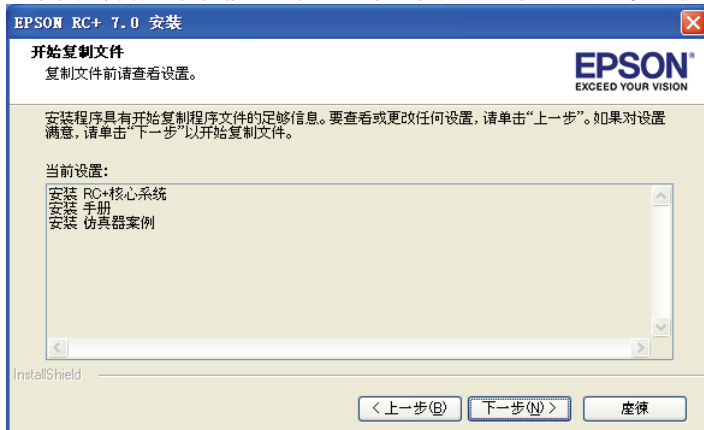 EPSON RC+ 7.0 安装
开始复制文件
复制文件前请查看设置。
EPSON®
EXCEED YOUR VISION
安装程序具有开始复制程序文件的足够信息。要查看或更改任何设置，请单击“上一步”。如果对设置
满意，请单击“下一步”以开始复制文件。
当前设置:
安装 RC+核心系统
安装 手册
安装 仿真器案例
InstallShield
< 上一步(B)
下一步(N) >
座徚